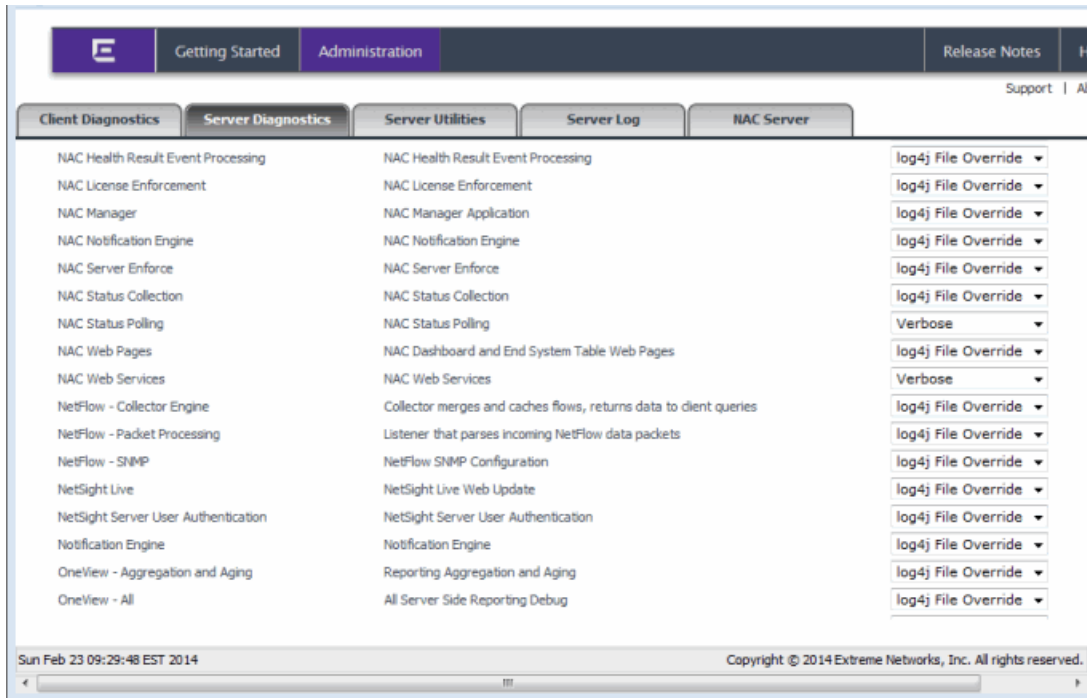 Getting Started Administration Release Notes
Support |
Client Diagnostics Server Diagnostics Server Utilities Server Log NAC Server
NAC Health Result Event Processing NAC Health Result Event Processing log4j File Override
NAC License Enforcement NAC License Enforcement log4j File Override
NAC Manager NAC Manager Application log4j File Override
NAC Notification Engine NAC Notification Engine log4j File Override
NAC Server Enforce NAC Server Enforce log4j File Override
NAC Status Collection NAC Status Collection log4j File Override
NAC Status Polling NAC Status Polling Verbose
NAC Web Pages NAC Dashboard and End System Table Web Pages log4j File Override
NAC Web Services NAC Web Services Verbose
NetFlow - Collector Engine Collector merges and caches flows, returns data to client queries log4j File Override
NetFlow - Packet Processing Listener that parses incoming NetFlow data packets log4j File Override
NetFlow - SNMP NetFlow SNMP Configuration log4j File Override
NetSight Live NetSight Live Web Update log4j File Override
NetSight Server User Authentication NetSight Server User Authentication log4j File Override
Notification Engine Notification Engine log4j File Override
OneView - Aggregation and Aging Reporting Aggregation and Aging log4j File Override
OneView - All All Server Side Reporting Debug log4j File Override
Sun Feb 23 09:29:48 EST 2014 Copyright © 2014 Extreme Networks, Inc. All rights reserved.